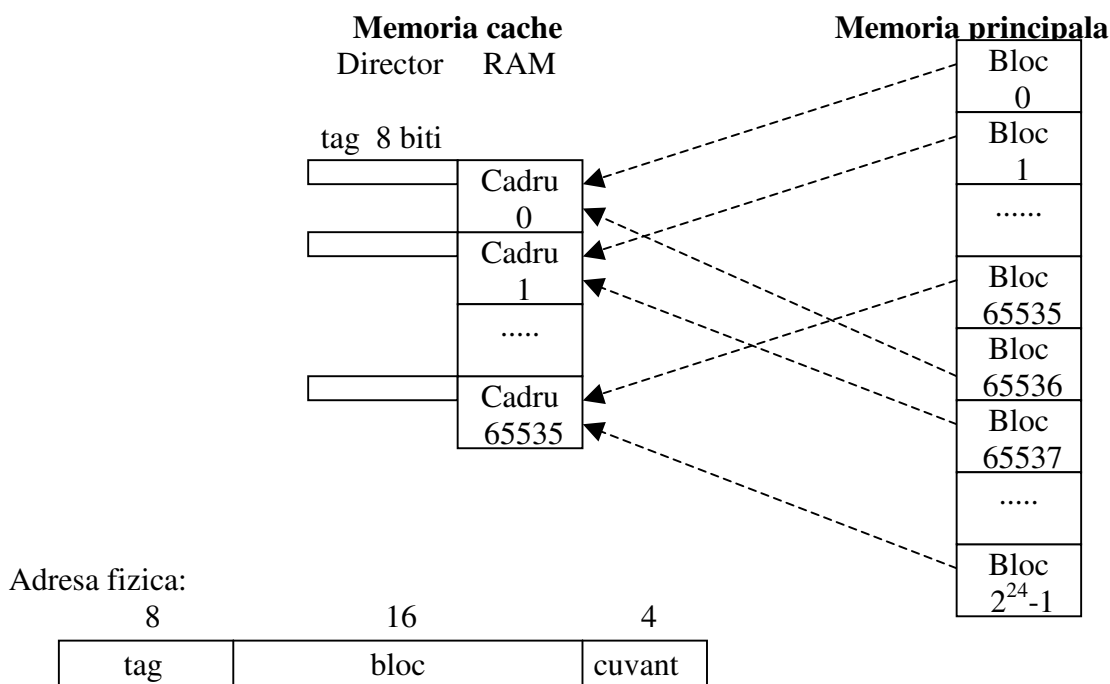 Memoria cache
Memoria principala
Director RAM
tag 8 biti
Cadru
0
Cadru
1
.....
Cadru
65535
Bloc
0
Bloc
1
......
Bloc
65535
Bloc
65536
Bloc
65537
.....
Bloc
2^24-1
Adresa fizica:
8 16 4
tag bloc cuvant